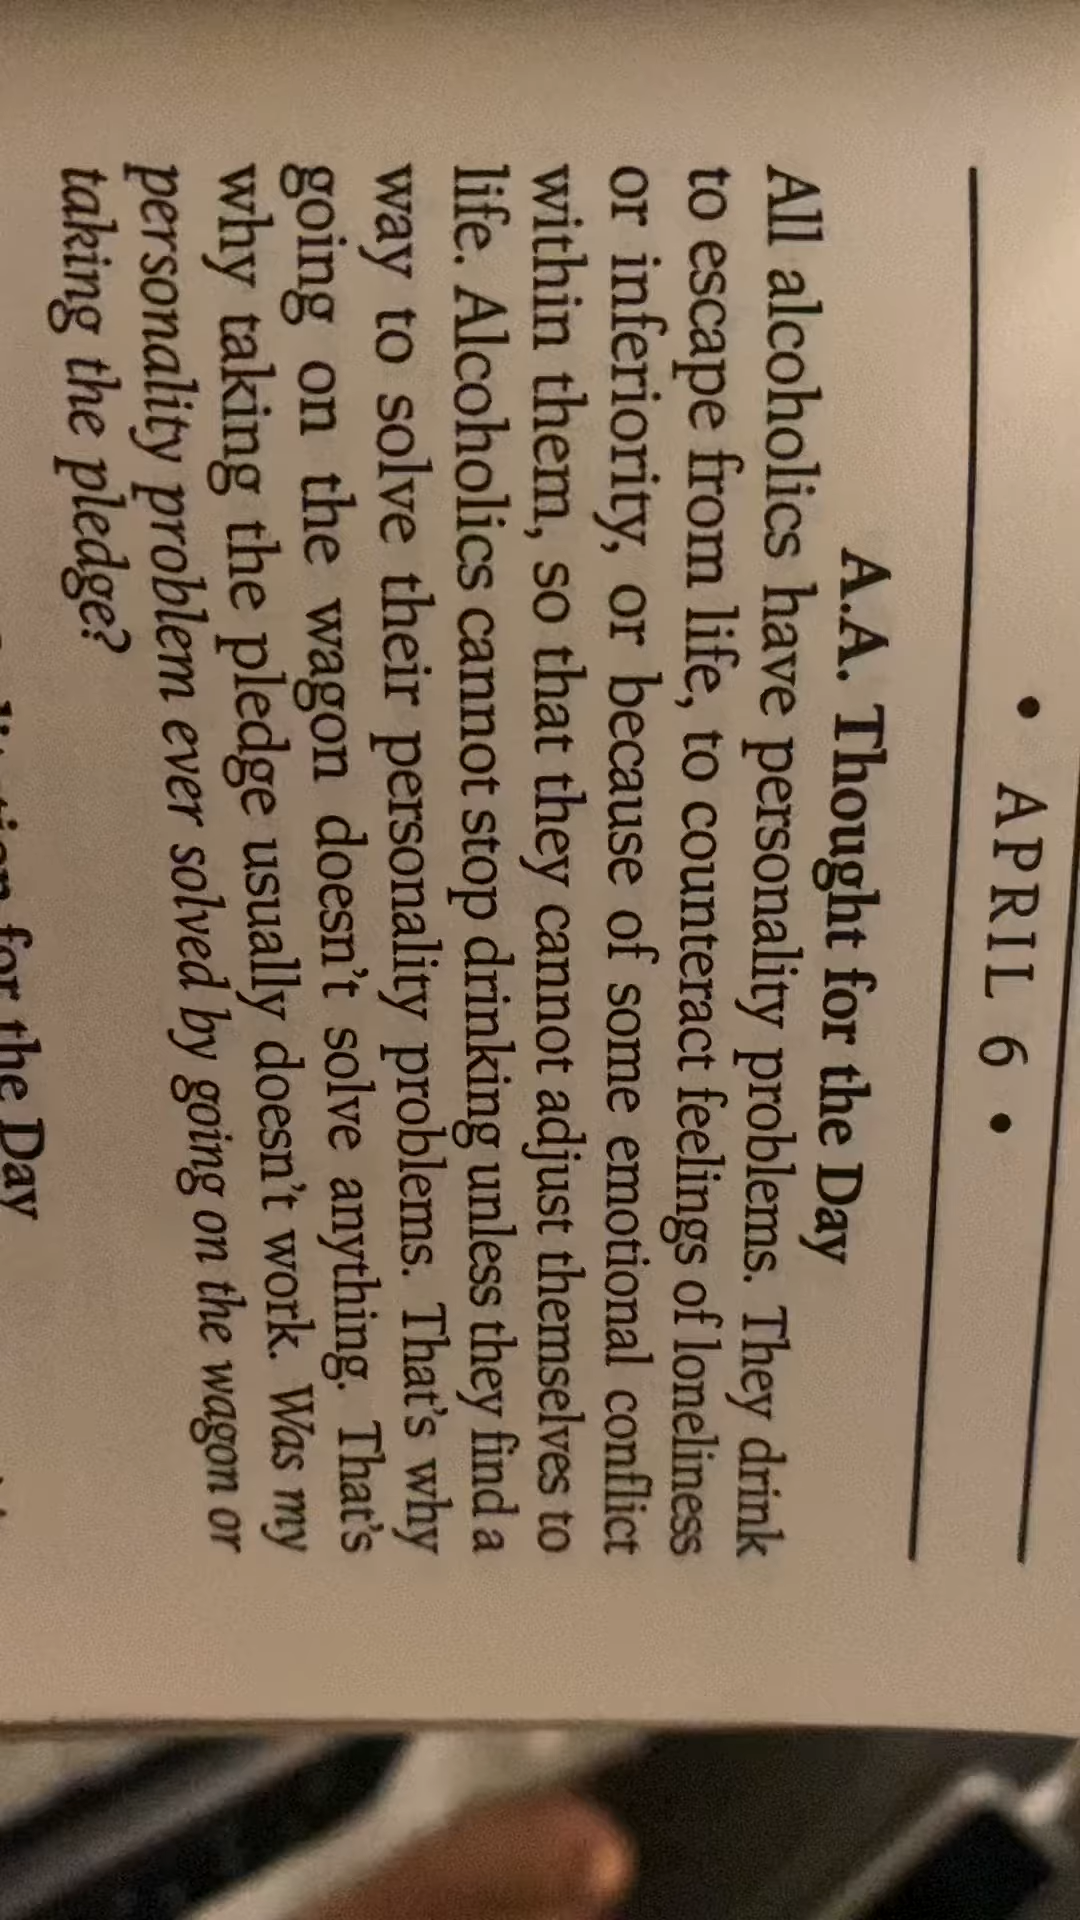 • APRIL 6 •
A.A. Thought for the Day
All alcoholics have personality problems. They drink
to escape from life, to counteract feelings of loneliness
or inferiority, or because of some emotional conflict
within them, so that they cannot adjust themselves to
life. Alcoholics cannot stop drinking unless they find a
way to solve their personality problems. That's why
going on the wagon doesn't solve anything. That's
why taking the pledge usually doesn't work. Was my
personality problem ever solved by going on the wagon or
taking the pledge?
for the Day